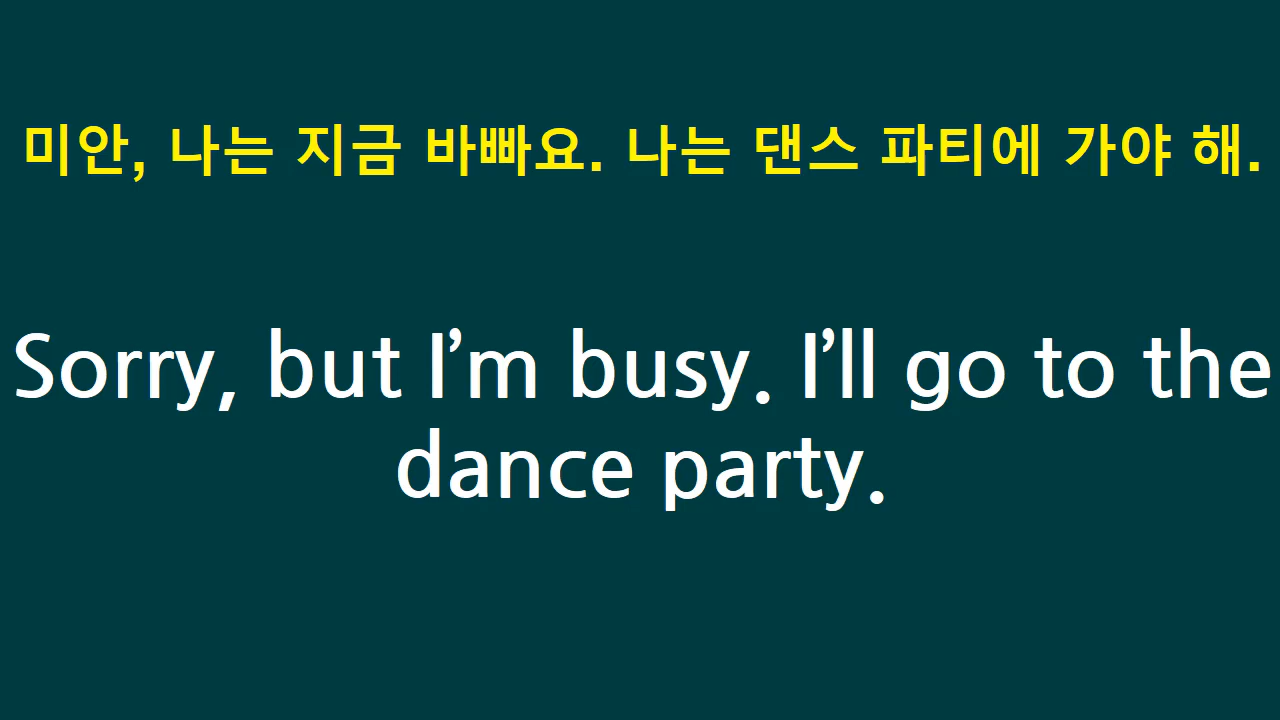 미안, 나는 지금 바빠요. 나는 댄스 파티에 가야 해.
Sorry, but I’m busy. I’ll go to the
dance party.